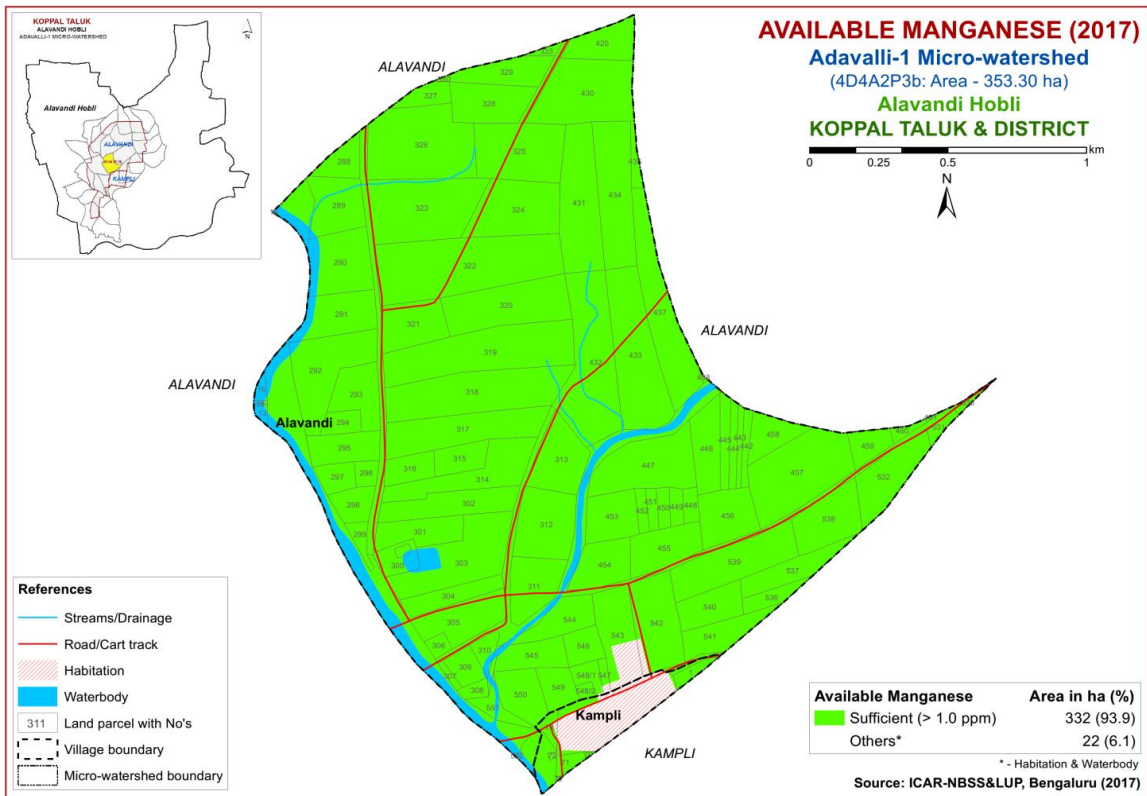 KOPPAL TALUK
ALAVANDI HOBLI
ADAVALLI-1 MICRO-WATERSHED
N
Alavandi Hobli
ALAVANDI
KAMPLI
AVAILABLE MANGANESE (2017)
Adavalli-1 Micro-watershed
(4D4A2P3b: Area - 353.30 ha)
Alavandi Hobli
KOPPAL TALUK & DISTRICT
km
0 0.25 0.5 1
N
ALAVANDI
420
329
327
328
430
326
325
288
434
431
289
323
324
290
322
291
320
321
437
319
432
433
ALAVANDI
292
ALAVANDI
318
293
Alavandi
294
317
458
445
443
442
444
446
295
315
313
459
316
447
457
297
296
314
532
302
451
298
452
450
449
448
453
456
312
538
299
301
455
300
303
454
539
537
311
304
536
544
540
305
542
543
306
310
546
541
545
309
548/1
547
307
549
548/2
308
550
Kampli
KAMPLI
71
References
Streams/Drainage
Road/Cart track
Habitation
Waterbody
311 Land parcel with No's
Village boundary
Micro-watershed boundary
Available Manganese Area in ha (%)
Sufficient (> 1.0 ppm) 332 (93.9)
Others* 22 (6.1)
* - Habitation & Waterbody
Source: ICAR-NBSS&LUP, Bengaluru (2017)